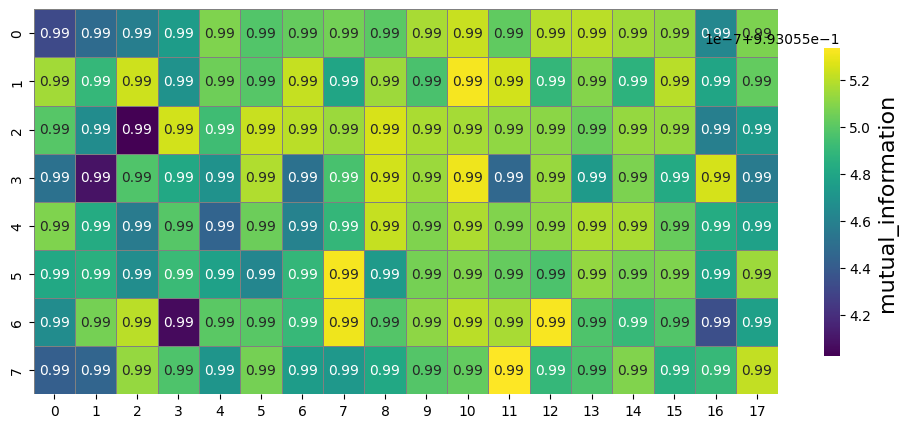 1e−7+9.93055e−1
0 0.99 0.99 0.99 0.99 0.99 0.99 0.99 0.99 0.99 0.99 0.99 0.99 0.99 0.99 0.99 0.99 0.99 0.99
1 0.99 0.99 0.99 0.99 0.99 0.99 0.99 0.99 0.99 0.99 0.99 0.99 0.99 0.99 0.99 0.99 0.99 0.99
2 0.99 0.99 0.99 0.99 0.99 0.99 0.99 0.99 0.99 0.99 0.99 0.99 0.99 0.99 0.99 0.99 0.99 0.99
3 0.99 0.99 0.99 0.99 0.99 0.99 0.99 0.99 0.99 0.99 0.99 0.99 0.99 0.99 0.99 0.99 0.99 0.99
4 0.99 0.99 0.99 0.99 0.99 0.99 0.99 0.99 0.99 0.99 0.99 0.99 0.99 0.99 0.99 0.99 0.99 0.99
5 0.99 0.99 0.99 0.99 0.99 0.99 0.99 0.99 0.99 0.99 0.99 0.99 0.99 0.99 0.99 0.99 0.99 0.99
6 0.99 0.99 0.99 0.99 0.99 0.99 0.99 0.99 0.99 0.99 0.99 0.99 0.99 0.99 0.99 0.99 0.99 0.99
7 0.99 0.99 0.99 0.99 0.99 0.99 0.99 0.99 0.99 0.99 0.99 0.99 0.99 0.99 0.99 0.99 0.99 0.99
0 1 2 3 4 5 6 7 8 9 10 11 12 13 14 15 16 17
5.2
5.0
4.8
4.6
4.4
4.2
mutual_information